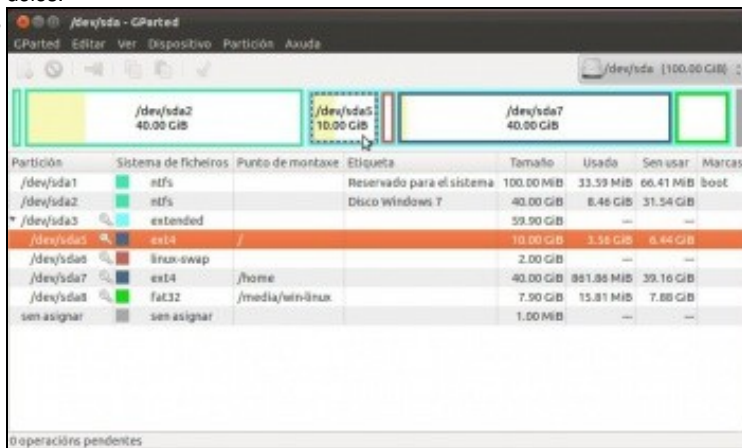 /dev/sda - GParted
GParted Editar Ver Dispositivo Partición Axuda
/dev/sda (100.00 GiB)
/dev/sda2
40.00 GiB
/dev/sda5
10.00 GiB
/dev/sda7
40.00 GiB
Partición Sistema de ficheiros Punto de montaxe Etiqueta Tamaño Usada Sen usar Marcas
/dev/sda1 ntfs Reservado para el sistema 100.00 MiB 33.59 MiB 66.41 MiB boot
/dev/sda2 ntfs Disco Windows 7 40.00 GiB 8.46 GiB 31.54 GiB
/dev/sda3 extended 59.90 GiB --- ---
/dev/sda5 ext4 / 10.00 GiB 3.56 GiB 6.44 GiB
/dev/sda6 linux-swap 2.00 GiB --- ---
/dev/sda7 ext4 /home 40.00 GiB 861.86 MiB 39.16 GiB
/dev/sda8 fat32 /media/win-linux 7.90 GiB 15.81 MiB 7.88 GiB
sen asignar sen asignar 1.00 MiB --- ---
0 operacións pendentes